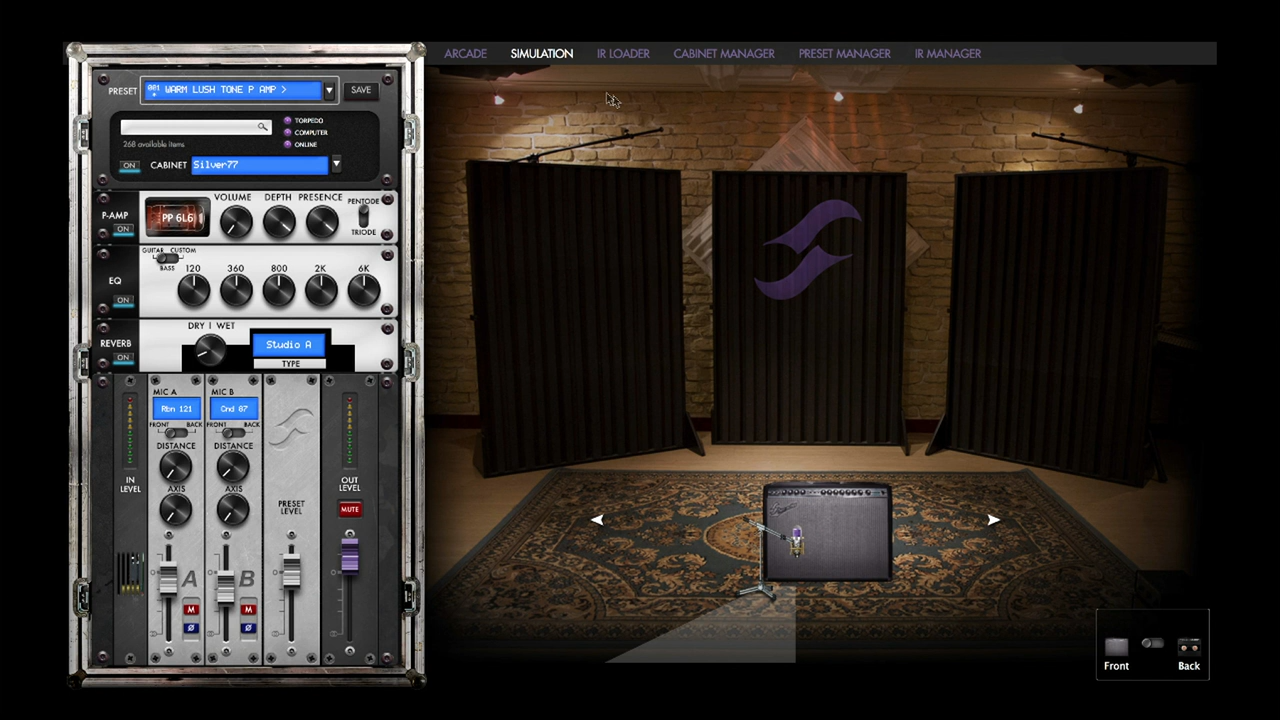 ARCADE SIMULATION IR LOADER CABINET MANAGER PRESET MANAGER IR MANAGER
PRESET 001 WARM LUSH TONE P AMP > SAVE
TORPEDO
COMPUTER
268 available items ONLINE
ON CABINET Silver77
P-AMP ON PP 6L6 VOLUME DEPTH PRESENCE PENTODE
TRIODE
GUITAR CUSTOM
BASS
EQ ON 120 360 800 2K 6K
DRY | WET
REVERB ON Studio A
TYPE
MIC A MIC B
Rbn 121 Cnd 87
FRONT BACK FRONT BACK
DISTANCE DISTANCE
IN LEVEL AXIS AXIS OUT LEVEL
PRESET LEVEL MUTE
A B
M M
Ø Ø
Front Back